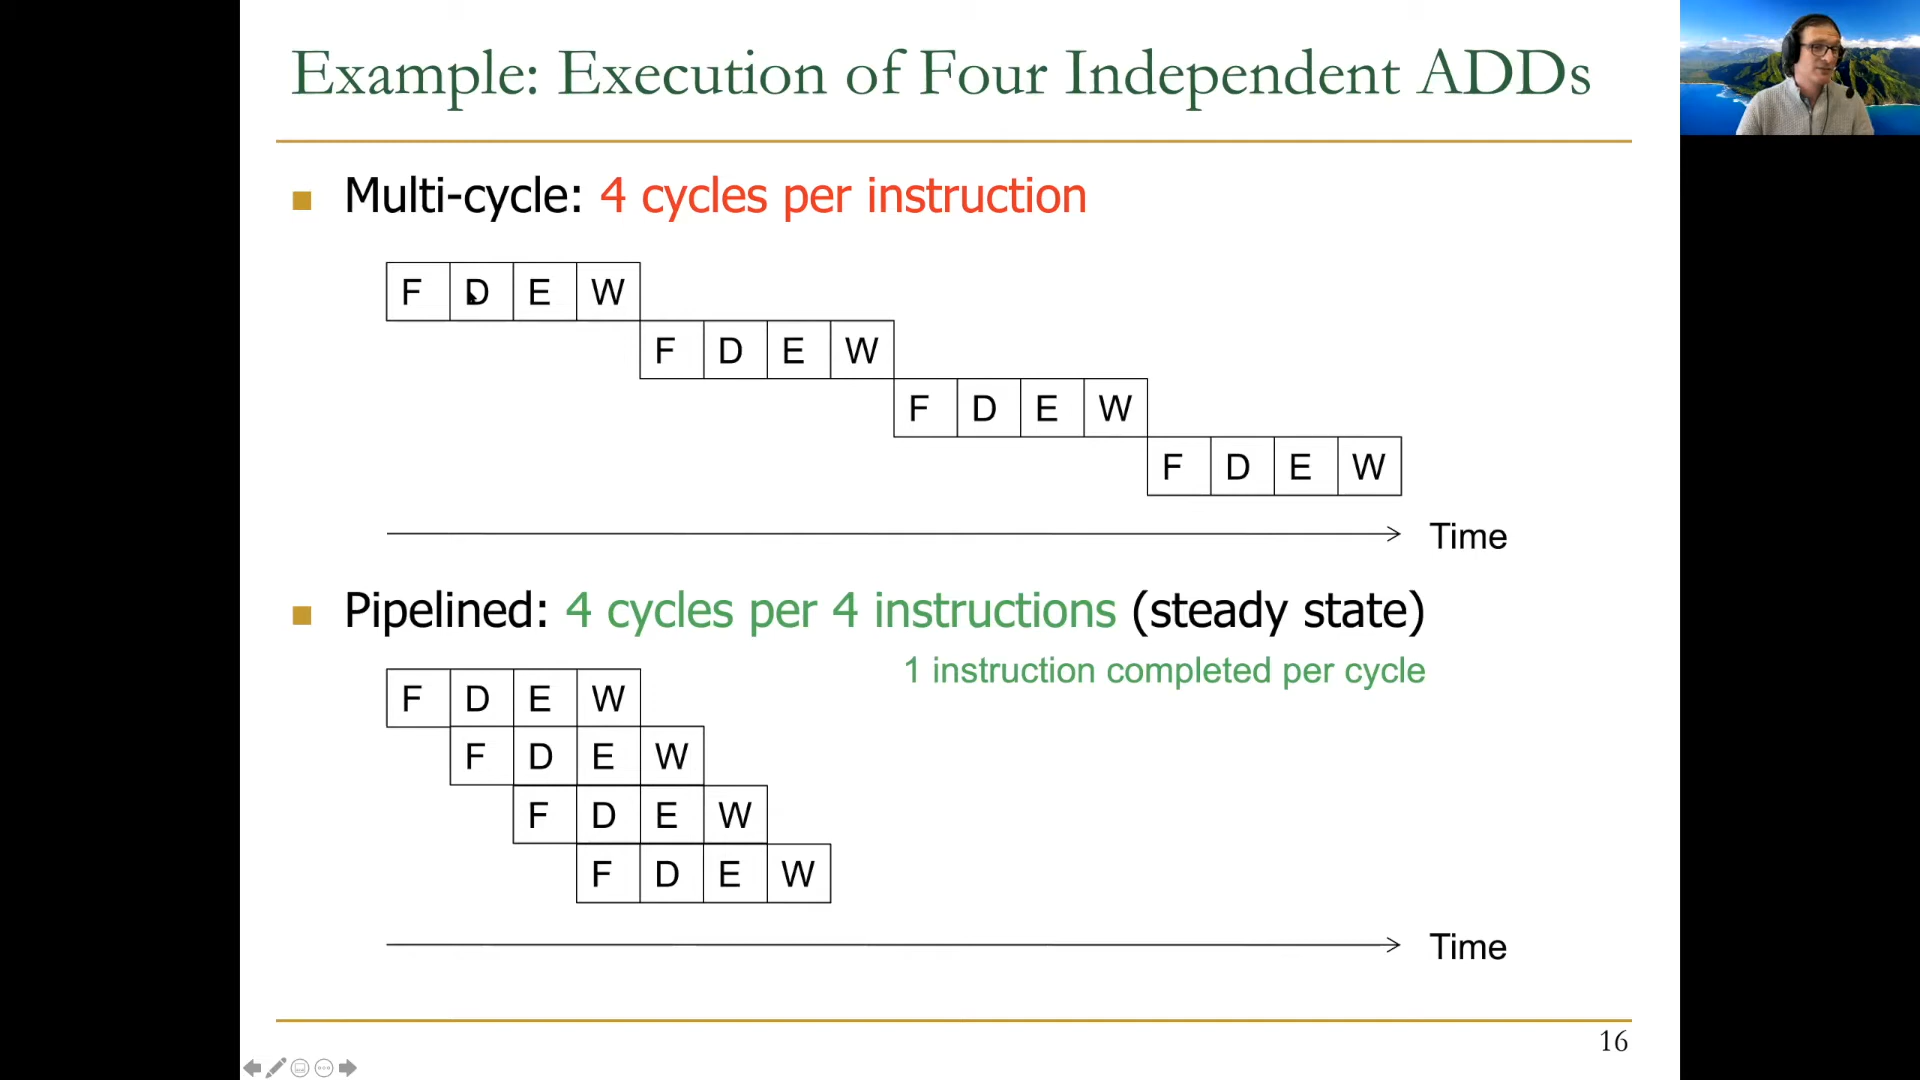 Example: Execution of Four Independent ADDs
Multi-cycle: 4 cycles per instruction
F D E W
F D E W
F D E W
F D E W
Time
Pipelined: 4 cycles per 4 instructions (steady state)
1 instruction completed per cycle
F D E W
F D E W
F D E W
F D E W
Time
16